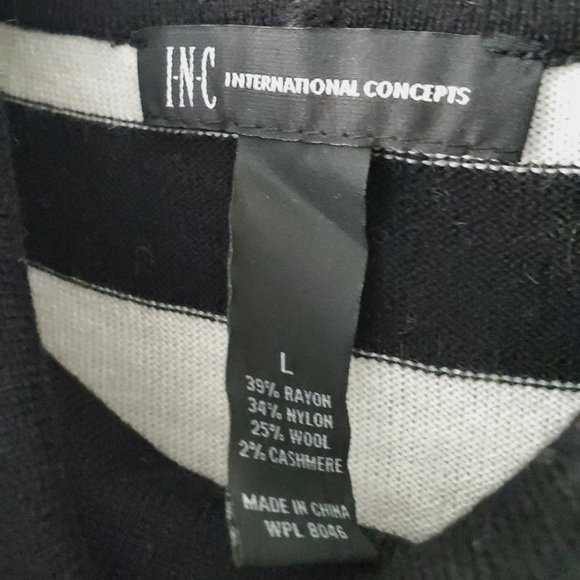 I·N·C INTERNATIONAL CONCEPTS
L
39% RAYON
34% NYLON
25% WOOL
2% CASHMERE
MADE IN CHINA
WPL 8046